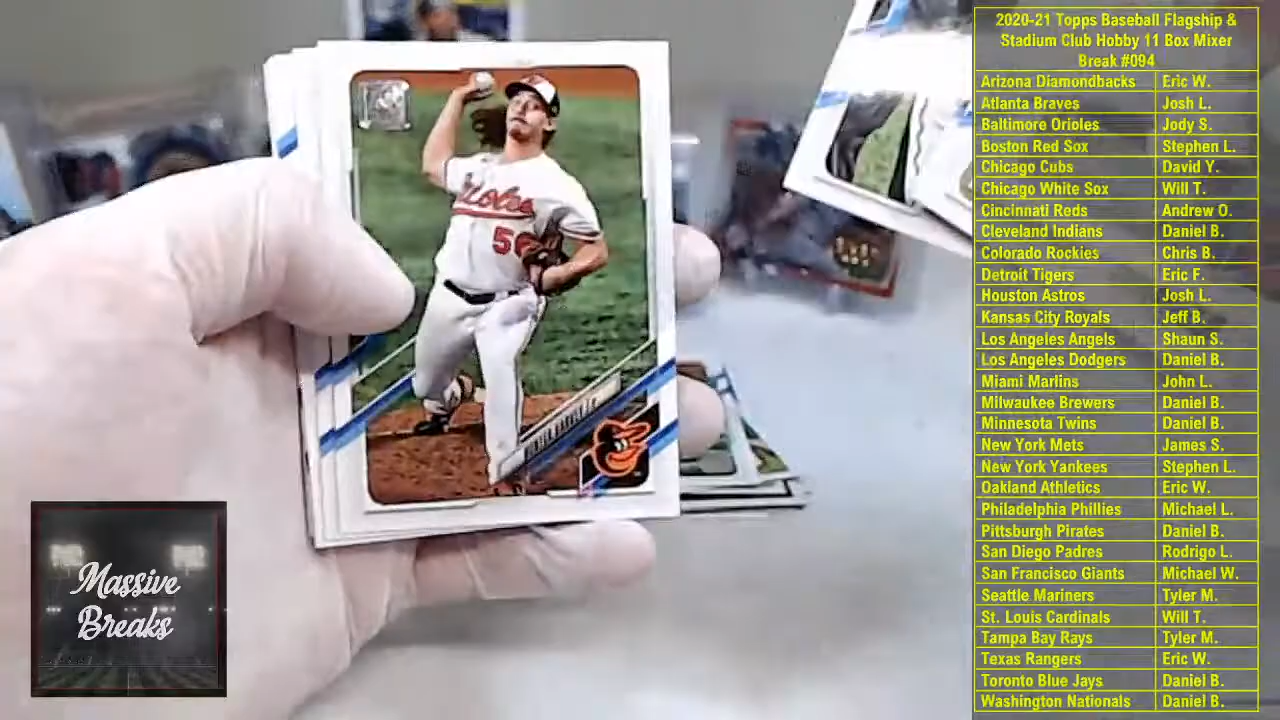 2020-21 Topps Baseball Flagship &
Stadium Club Hobby 11 Box Mixer
Break #094
Arizona Diamondbacks Eric W.
Atlanta Braves Josh L.
Baltimore Orioles Jody S.
Boston Red Sox Stephen L.
Chicago Cubs David Y.
Chicago White Sox Will T.
Cincinnati Reds Andrew O.
Cleveland Indians Daniel B.
Colorado Rockies Chris B.
Detroit Tigers Eric F.
Houston Astros Josh L.
Kansas City Royals Jeff B.
Los Angeles Angels Shaun S.
Los Angeles Dodgers Daniel B.
Miami Marlins John L.
Milwaukee Brewers Daniel B.
Minnesota Twins Daniel B.
New York Mets James S.
New York Yankees Stephen L.
Oakland Athletics Eric W.
Philadelphia Phillies Michael L.
Pittsburgh Pirates Daniel B.
San Diego Padres Rodrigo L.
San Francisco Giants Michael W.
Seattle Mariners Tyler M.
St. Louis Cardinals Will T.
Tampa Bay Rays Tyler M.
Texas Rangers Eric W.
Toronto Blue Jays Daniel B.
Washington Nationals Daniel B.
Massive
Breaks